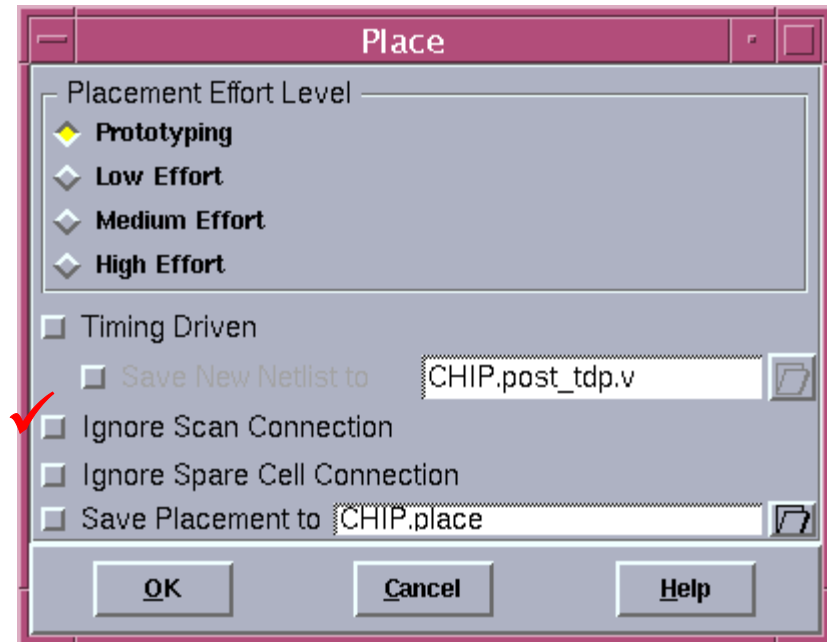 Place
Placement Effort Level
Prototyping
Low Effort
Medium Effort
High Effort
Timing Driven
Save New Netlist to CHIP.post_tdp.v
Ignore Scan Connection
Ignore Spare Cell Connection
Save Placement to CHIP.place
OK Cancel Help